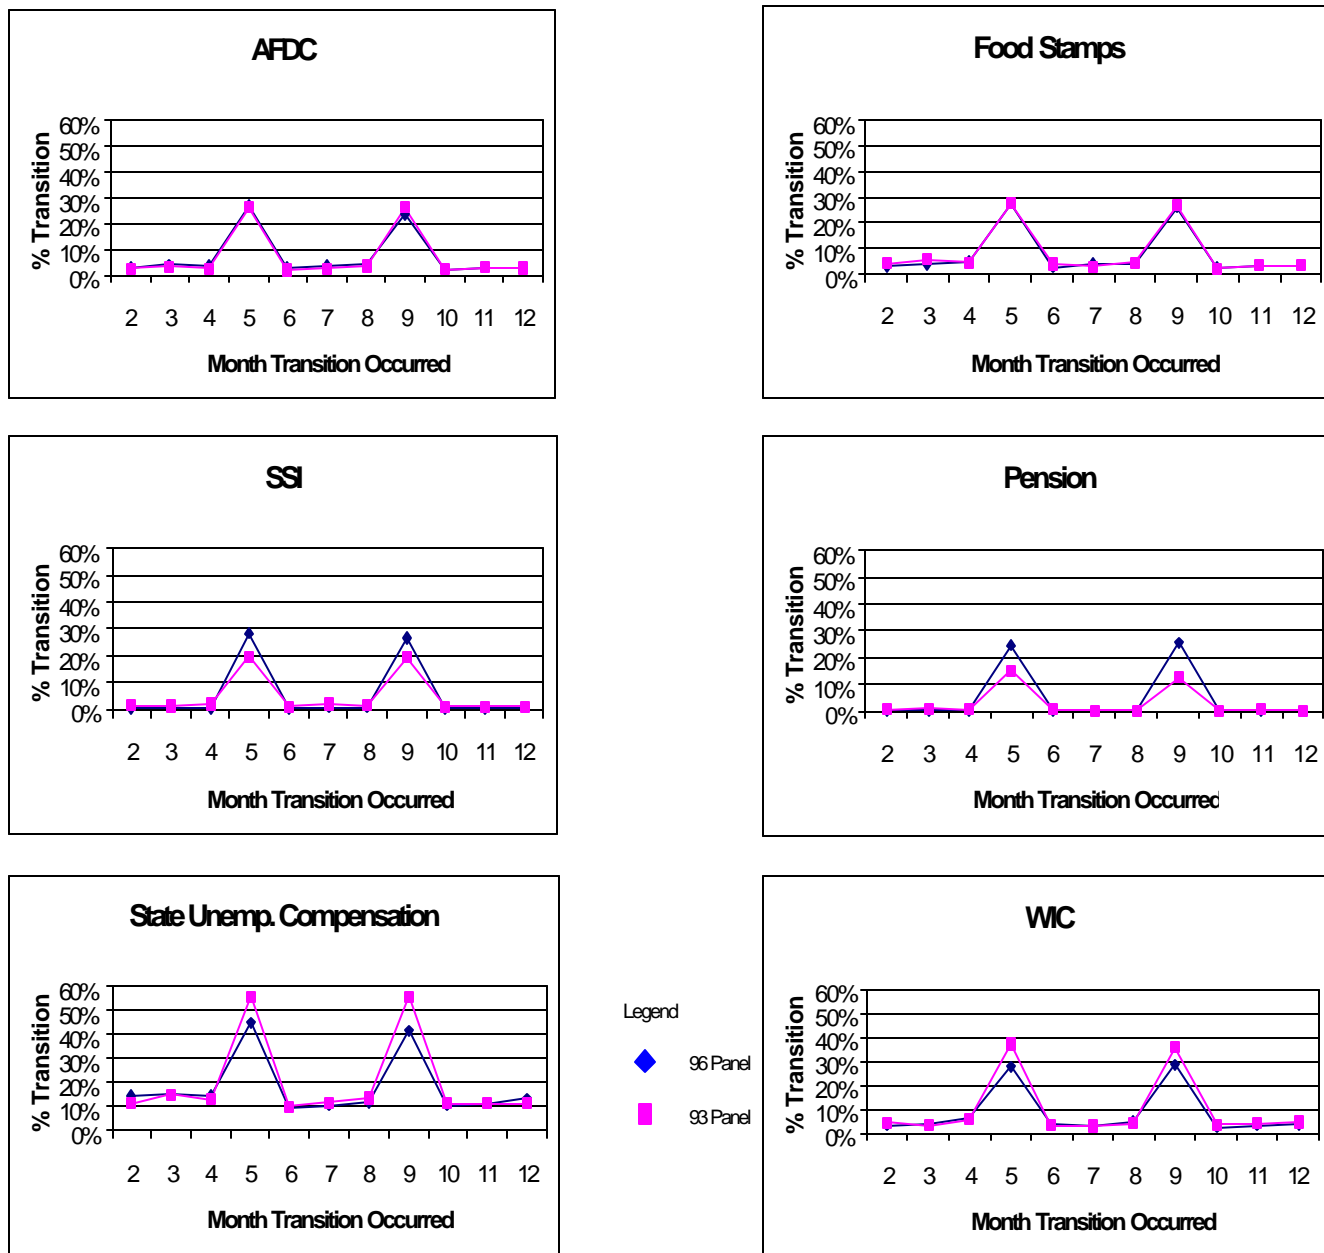 AFDC
% Transition
60%
50%
40%
30%
20%
10%
0%
2 3 4 5 6 7 8 9 10 11 12
Month Transition Occurred
Food Stamps
% Transition
60%
50%
40%
30%
20%
10%
0%
2 3 4 5 6 7 8 9 10 11 12
Month Transition Occurred
SSI
% Transition
60%
50%
40%
30%
20%
10%
0%
2 3 4 5 6 7 8 9 10 11 12
Month Transition Occurred
Pension
% Transition
60%
50%
40%
30%
20%
10%
0%
2 3 4 5 6 7 8 9 10 11 12
Month Transition Occurred
State Unemp. Compensation
% Transition
60%
50%
40%
30%
20%
10%
0%
2 3 4 5 6 7 8 9 10 11 12
Month Transition Occurred
Legend
96 Panel
93 Panel
WIC
% Transition
60%
50%
40%
30%
20%
10%
0%
2 3 4 5 6 7 8 9 10 11 12
Month Transition Occurred